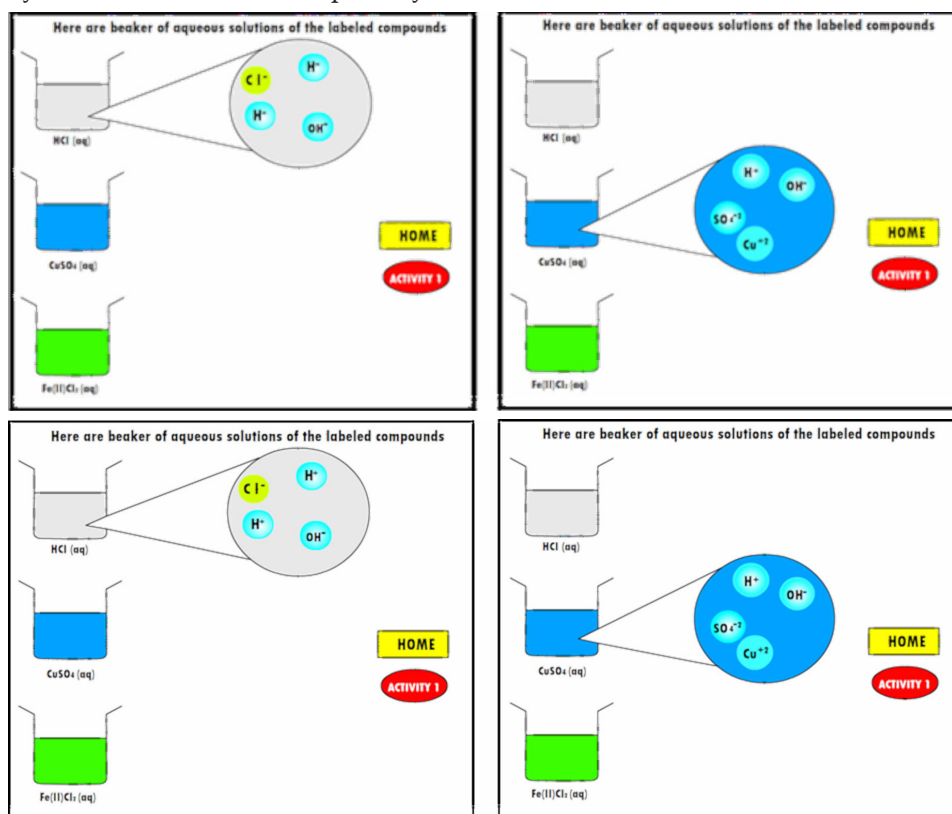 Here are beaker of aqueous solutions of the labeled compounds
Cl⁻
H⁺
H⁺
OH⁻
HCl (aq)
CuSO₄ (aq)
HOME
ACTIVITY 1
Fe(II)Cl₂ (aq)
Here are beaker of aqueous solutions of the labeled compounds
HCl (aq)
H⁺
OH⁻
SO₄⁻²
Cu⁺²
CuSO₄ (aq)
HOME
ACTIVITY 1
Fe(II)Cl₂ (aq)
Here are beaker of aqueous solutions of the labeled compounds
H⁺
Cl⁻
H⁺
OH⁻
HCl (aq)
HOME
CuSO₄ (aq)
ACTIVITY 1
Fe(II)Cl₂ (aq)
Here are beaker of aqueous solutions of the labeled compounds
HCl (aq)
H⁺
OH⁻
SO₄⁻²
Cu⁺²
HOME
CuSO₄ (aq)
ACTIVITY 1
Fe(II)Cl₂ (aq)